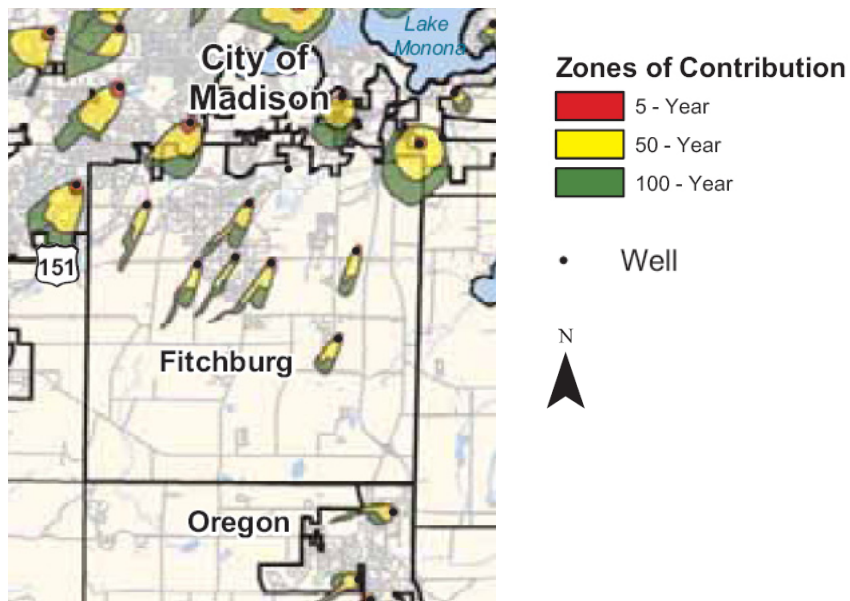 Lake
Monona
City of
Madison
151
Fitchburg
Oregon
Zones of Contribution
5 - Year
50 - Year
100 - Year
Well
N